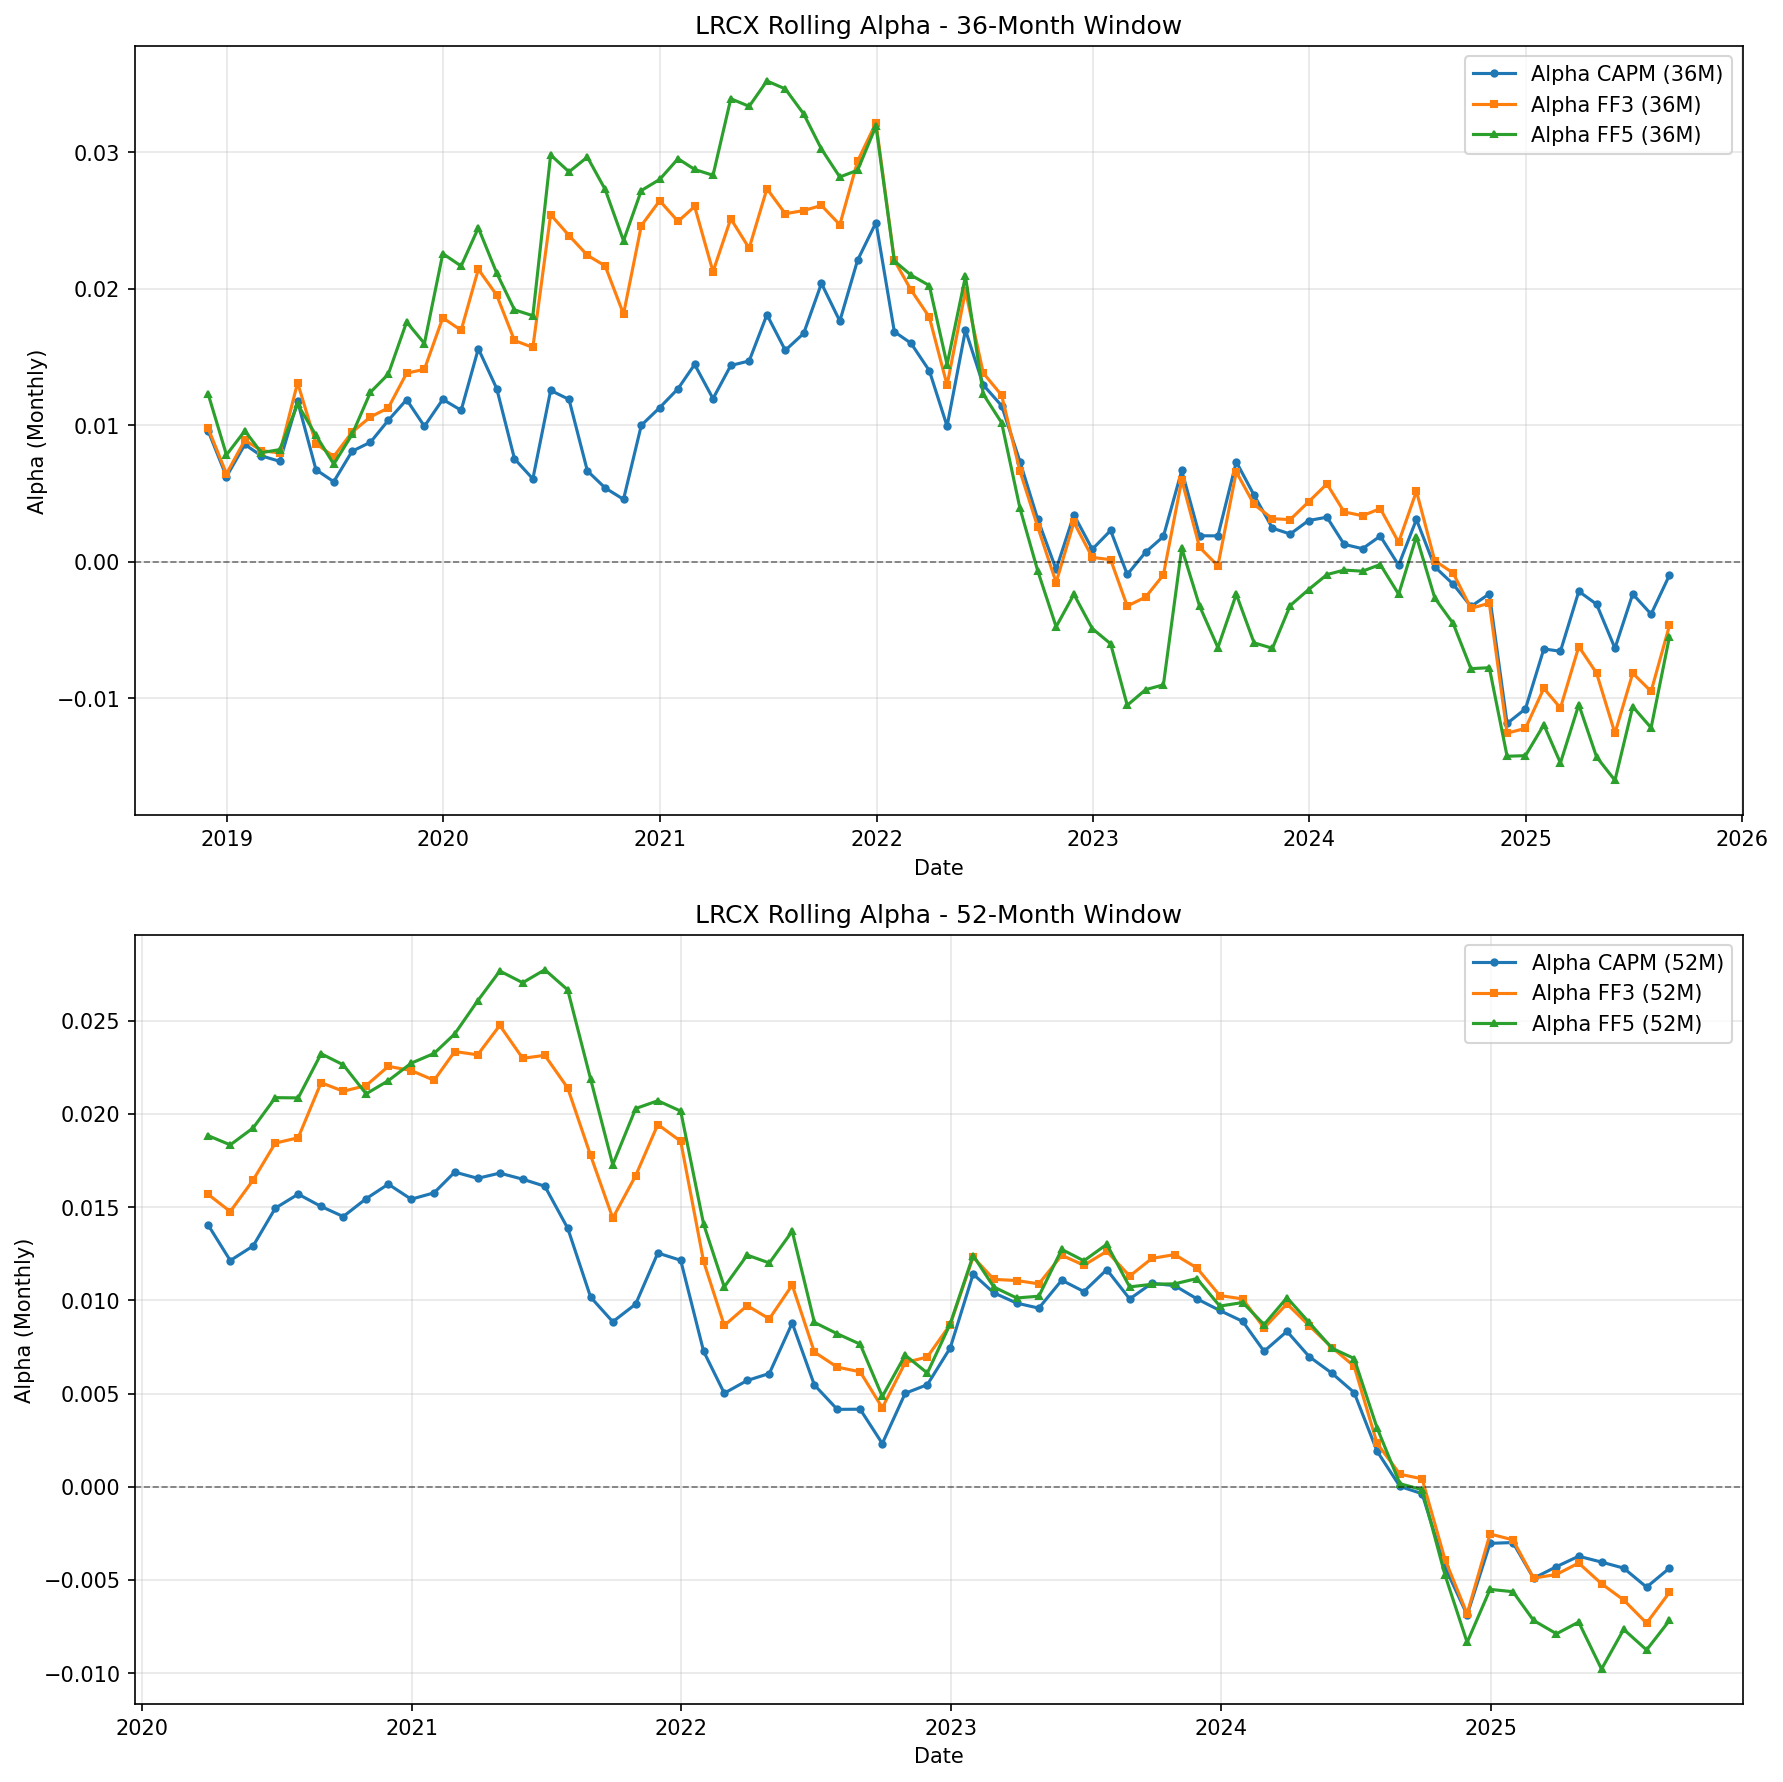 LRCX Rolling Alpha - 36-Month Window
Alpha CAPM (36M)
Alpha FF3 (36M)
Alpha FF5 (36M)
Alpha (Monthly)
0.03
0.02
0.01
0.00
−0.01
2019 2020 2021 2022 2023 2024 2025 2026
Date
LRCX Rolling Alpha - 52-Month Window
Alpha CAPM (52M)
Alpha FF3 (52M)
Alpha FF5 (52M)
Alpha (Monthly)
0.025
0.020
0.015
0.010
0.005
0.000
−0.005
−0.010
2020 2021 2022 2023 2024 2025
Date